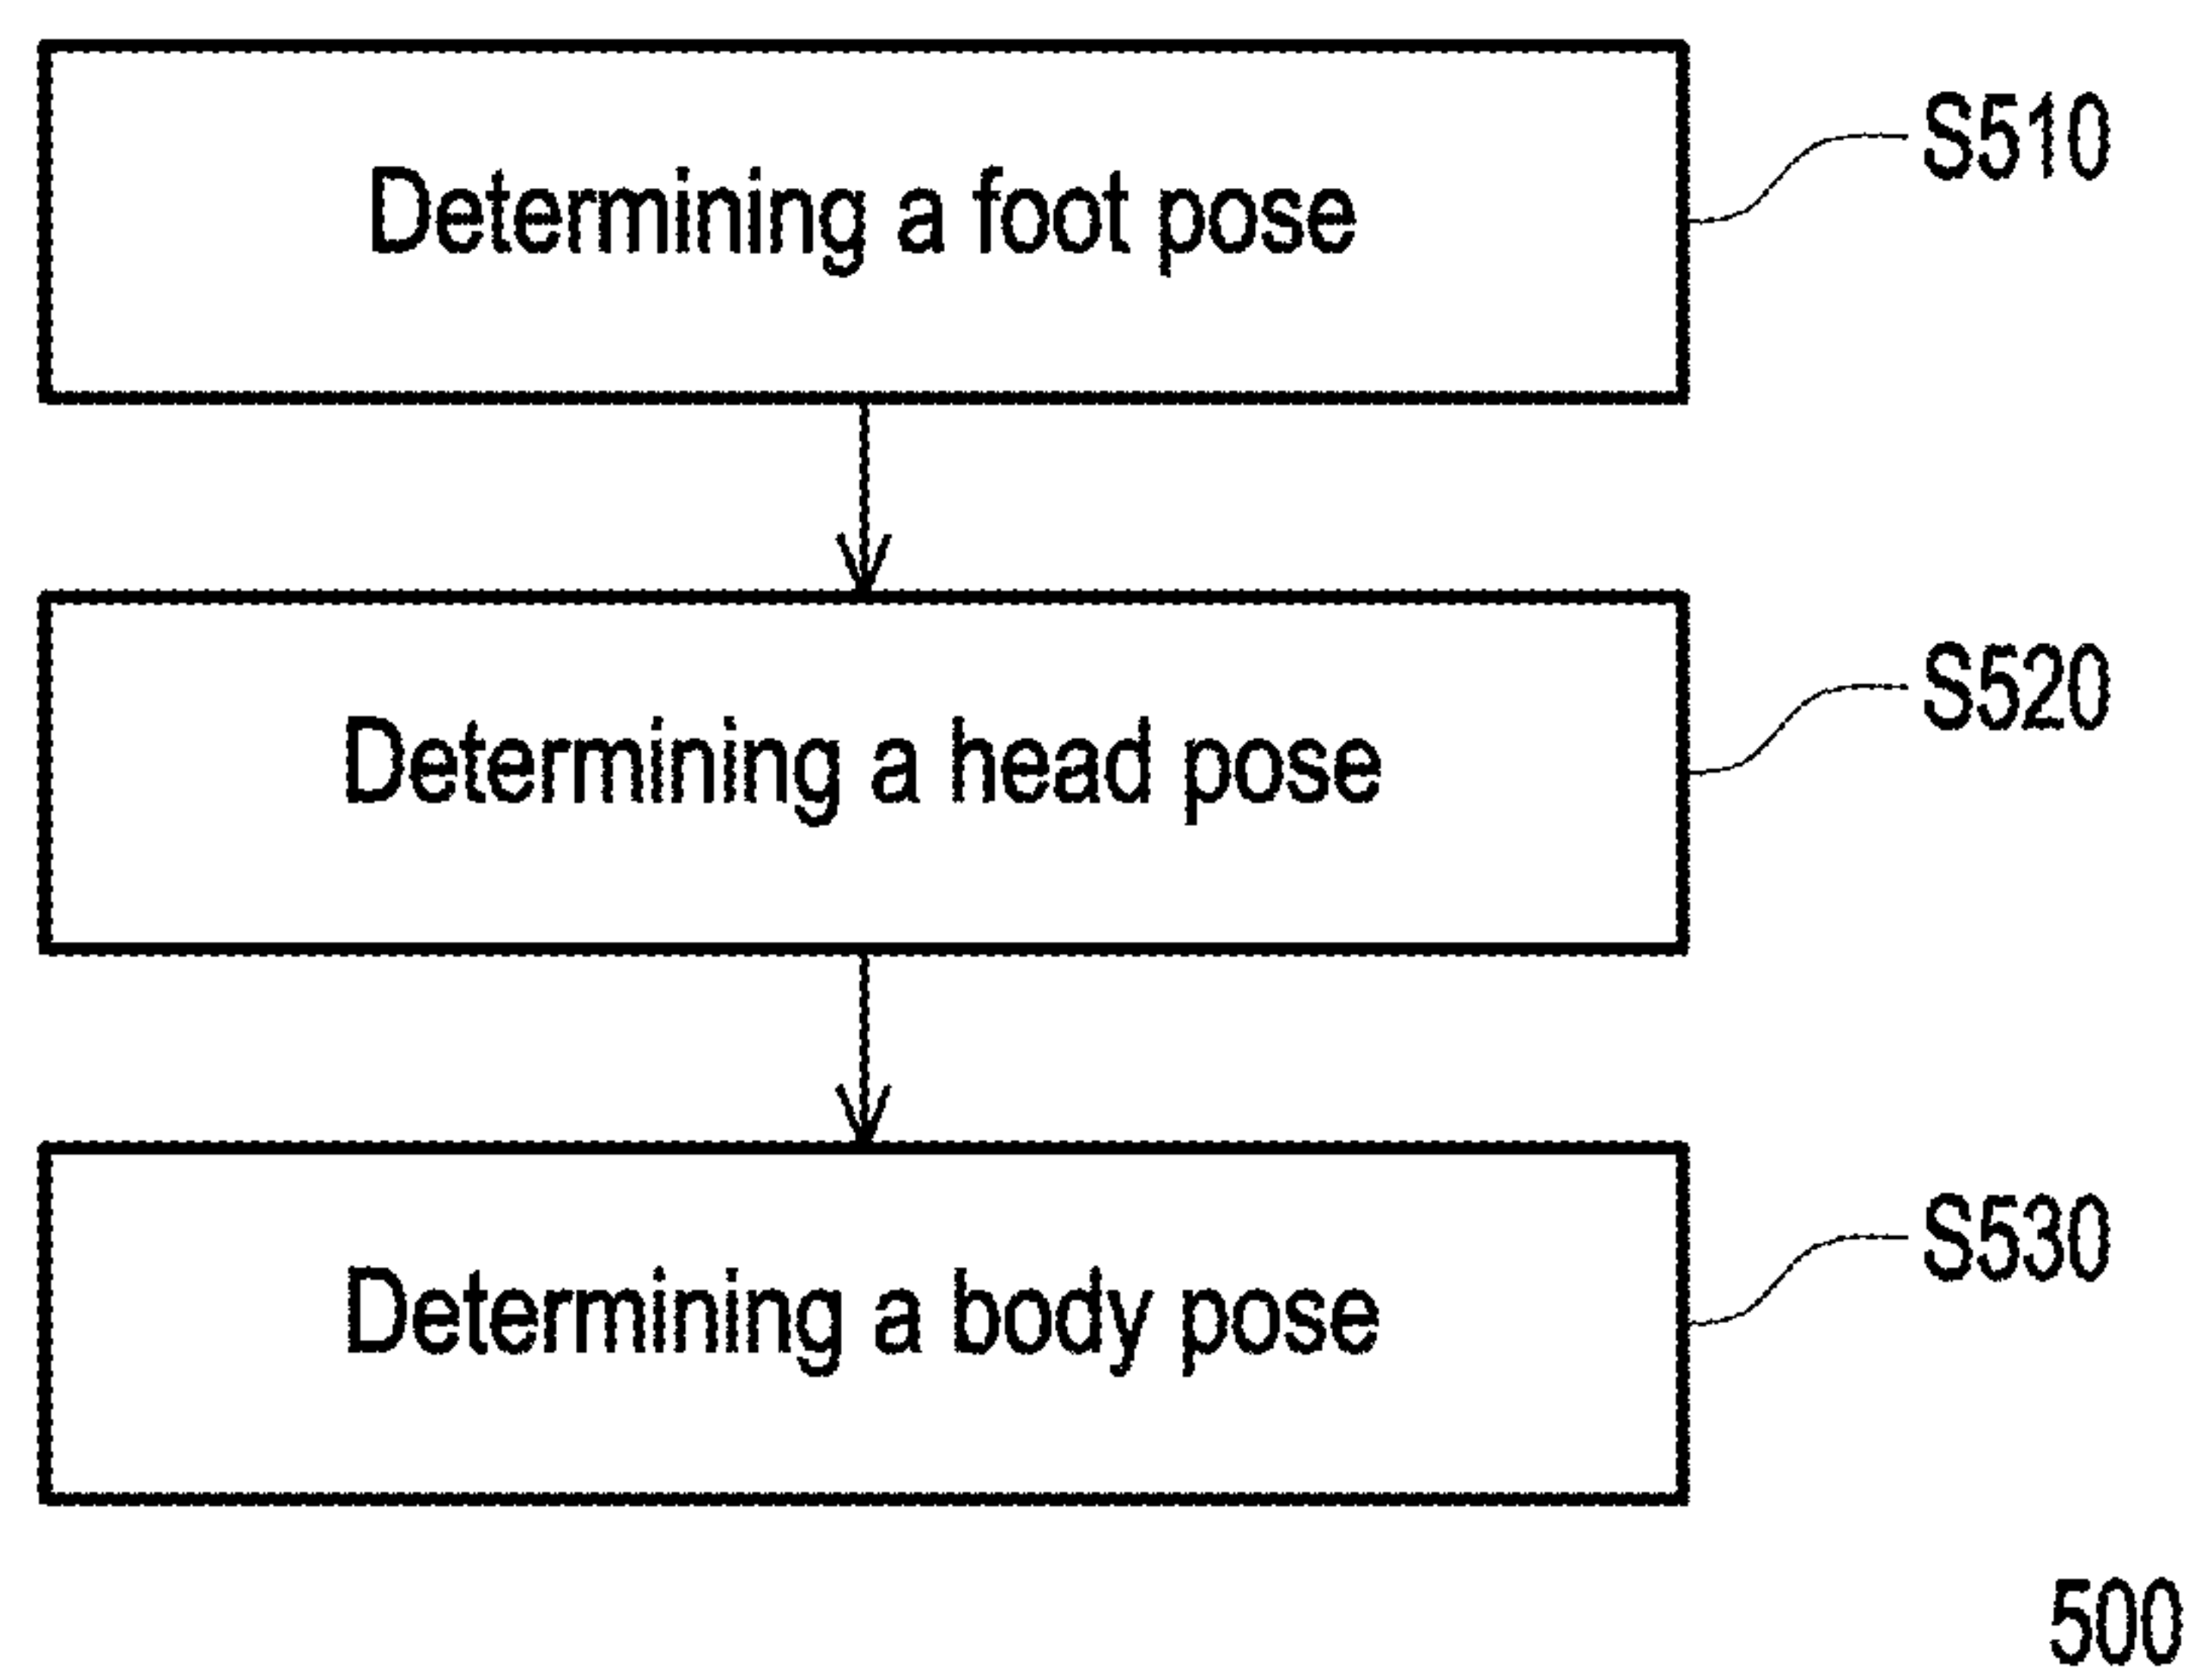 Determining a foot pose
S510
Determining a head pose
S520
Determining a body pose
S530
500